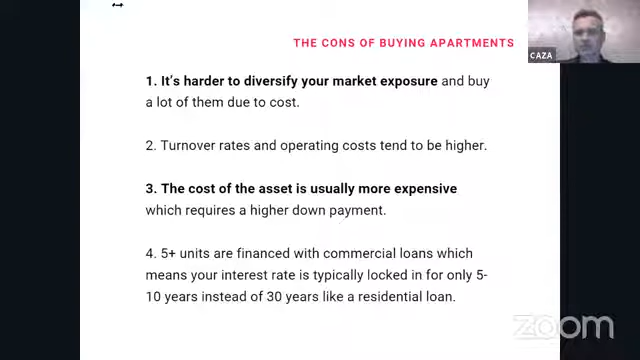 THE CONS OF BUYING APARTMENTS
CAZA
1. It's harder to diversify your market exposure and buy
a lot of them due to cost.
2. Turnover rates and operating costs tend to be higher.
3. The cost of the asset is usually more expensive
which requires a higher down payment.
4. 5+ units are financed with commercial loans which
means your interest rate is typically locked in for only 5-
10 years instead of 30 years like a residential loan.
zoom